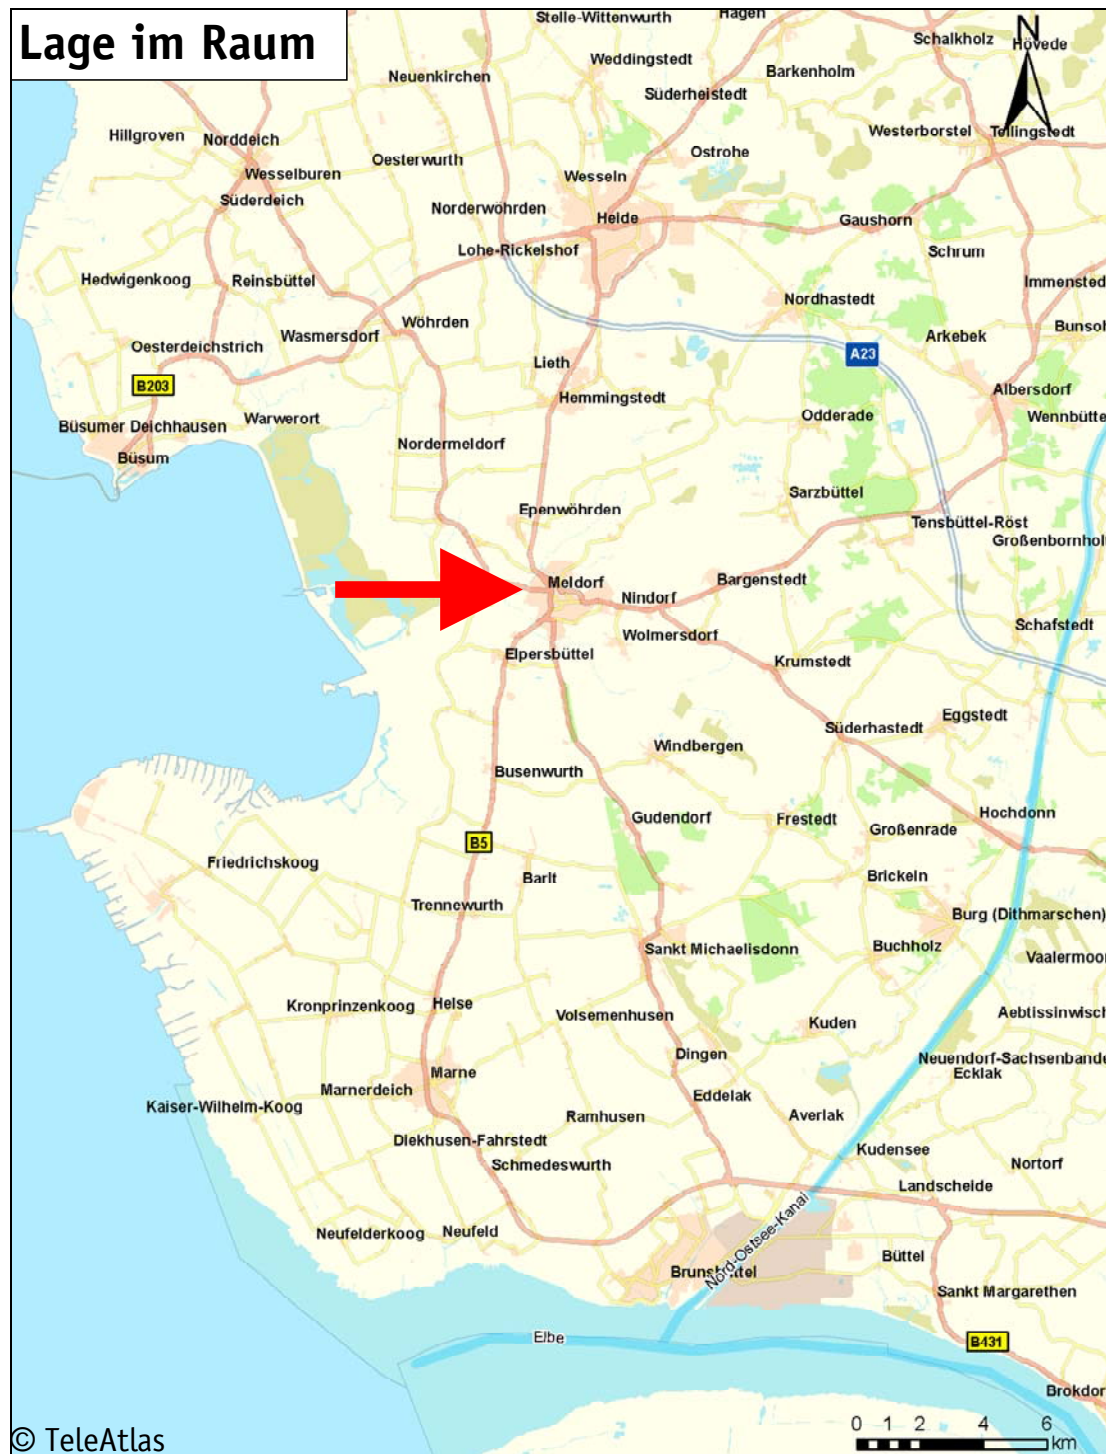 Lage im Raum
Stelle-Wittenwurth
Hagen
Schalkholz
Hövede
N
Neuenkirchen
Weddingstedt
Barkenholm
Süderheistedt
Hillgroven
Norddeich
Westerborstel
Tellingstedt
Oesterwurth
Ostrohe
Wesselburen
Wesseln
Süderdeich
Norderwöhrden
Heide
Gaushorn
Lohe-Rickelshof
Schrum
Hedwigenkoog
Reinsbüttel
Immenstedt
Nordhastedt
Wöhrden
Bunsoh
Wasmersdorf
Arkebek
Oesterdeichstrich
A23
Lieth
B203
Albersdorf
Hemmingstedt
Wennbüttel
Warwerort
Odderade
Büsumer Deichhausen
Nordermeldorf
Büsum
Sarzbüttel
Epenwöhrden
Tensbüttel-Röst
Großenbornholt
Meldorf
Bargenstedt
Nindorf
Schafstedt
Wolmersdorf
Elpersbüttel
Krumstedt
Eggstedt
Süderhastedt
Windbergen
Busenwurth
Hochdonn
Gudendorf
Frestedt
Großenrade
B5
Friedrichskoog
Barlt
Brickeln
Trennewurth
Burg (Dithmarschen)
Sankt Michaelisdonn
Buchholz
Vaalermoor
Kronprinzenkoog
Helse
Volsemenhusen
Kuden
Aebtissinwisch
Dingen
Neuendorf-Sachsenbande
Marne
Ecklak
Marnerdeich
Eddelak
Kaiser-Wilhelm-Koog
Ramhusen
Averlak
Diekhusen-Fahrstedt
Kudensee
Schmedeswurth
Nortorf
Landscheide
Neufelderkoog
Neufeld
Nord-Ostsee-Kanal
Büttel
Brunsbüttel
Sankt Margarethen
Elbe
B431
Brokdor
0 1 2 4 6
km
© TeleAtlas